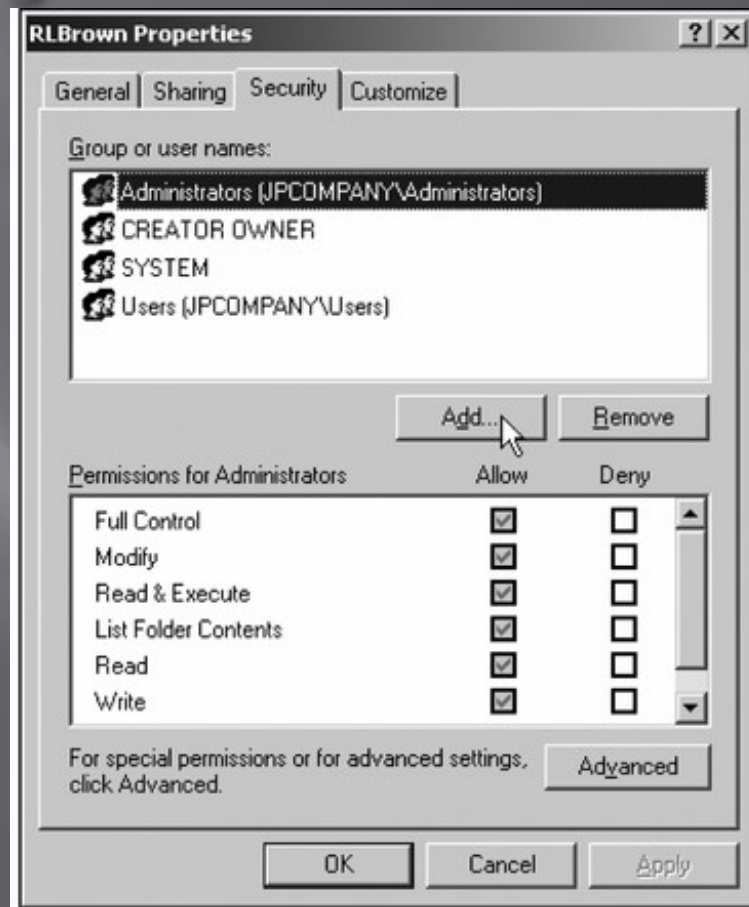 RLBrown Properties
General Sharing Security Customize
Group or user names:
Administrators (JPCOMPANY\Administrators)
CREATOR OWNER
SYSTEM
Users (JPCOMPANY\Users)
Add... Remove
Permissions for Administrators Allow Deny
Full Control
Modify
Read & Execute
List Folder Contents
Read
Write
For special permissions or for advanced settings,
click Advanced.
Advanced
OK Cancel Apply